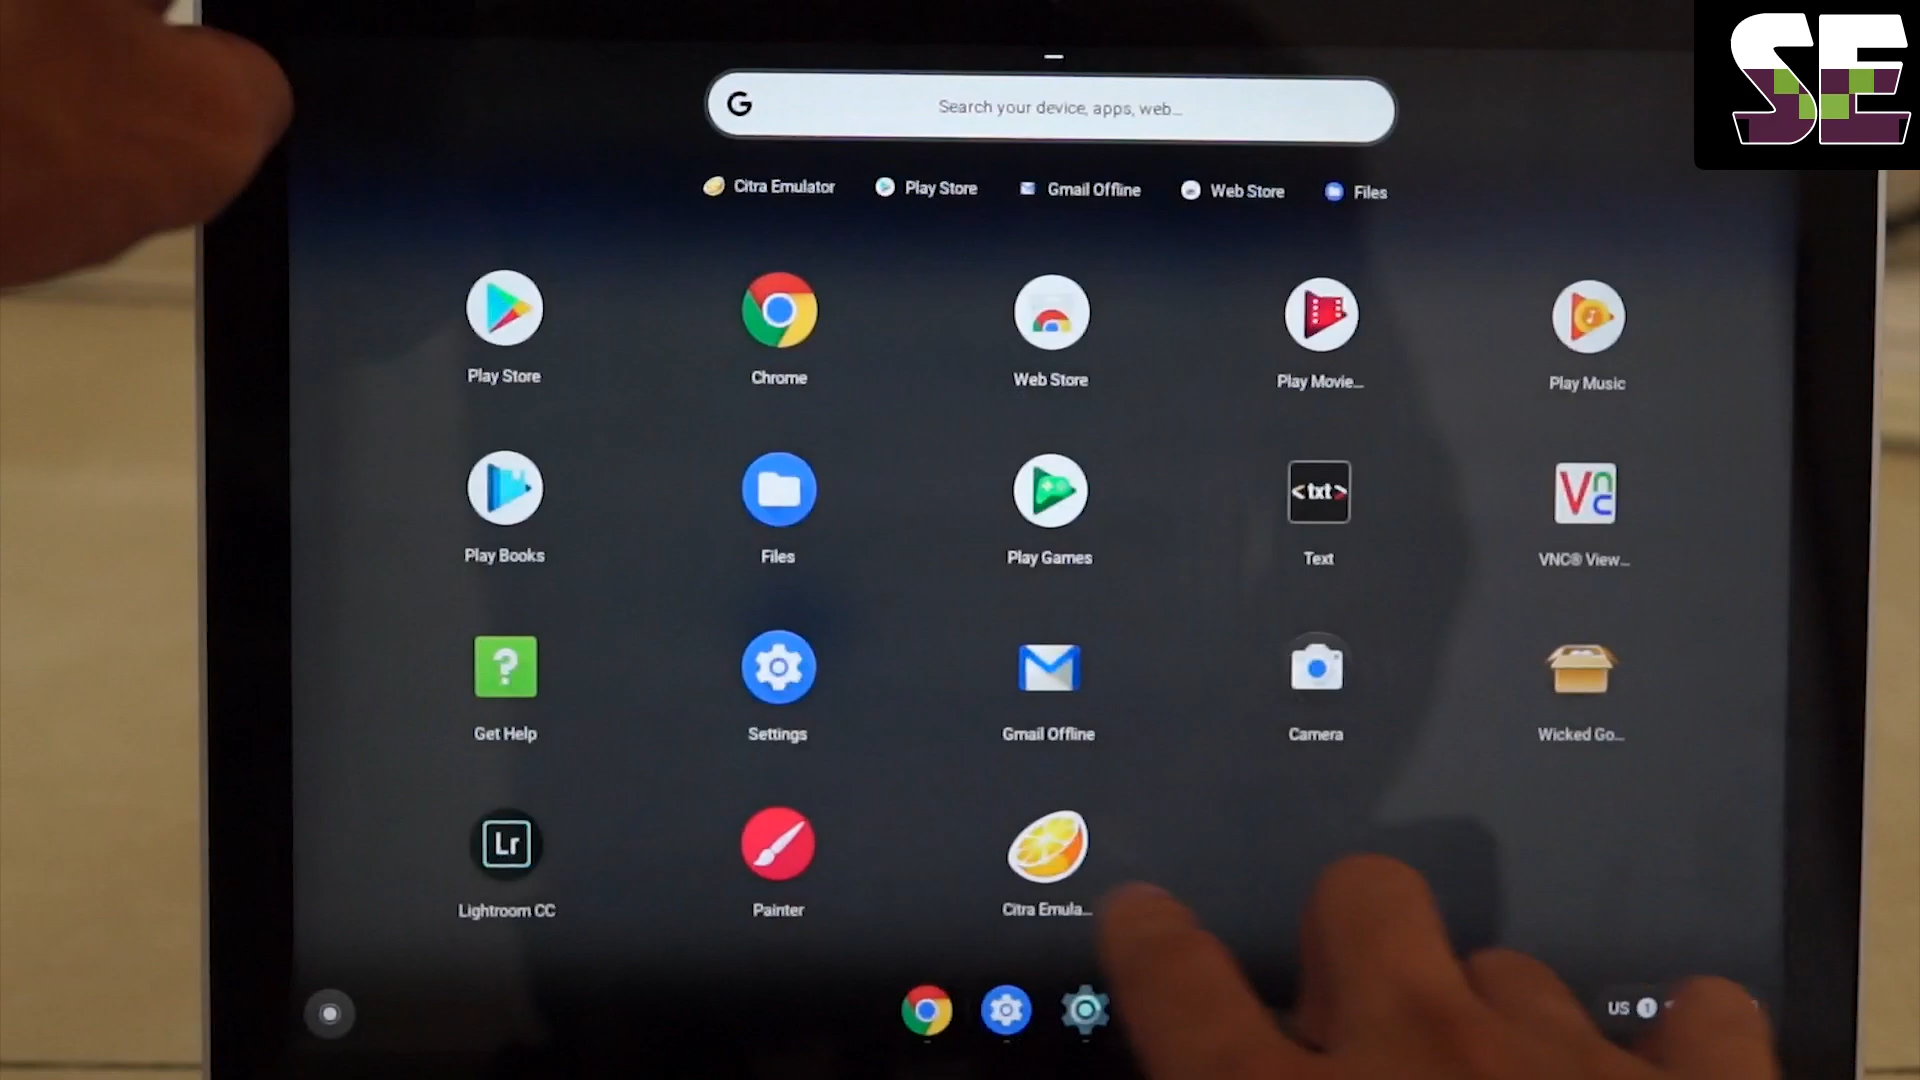 SE
G Search your device, apps, web...
Citra Emulator Play Store Gmail Offline Web Store Files
Play Store Chrome Web Store Play Movie... Play Music
<txt> Vnc
Play Books Files Play Games Text VNC® View...
?
Get Help Settings Gmail Offline Camera Wicked Go...
Lr
Lightroom CC Painter Citra Emula...
US 1